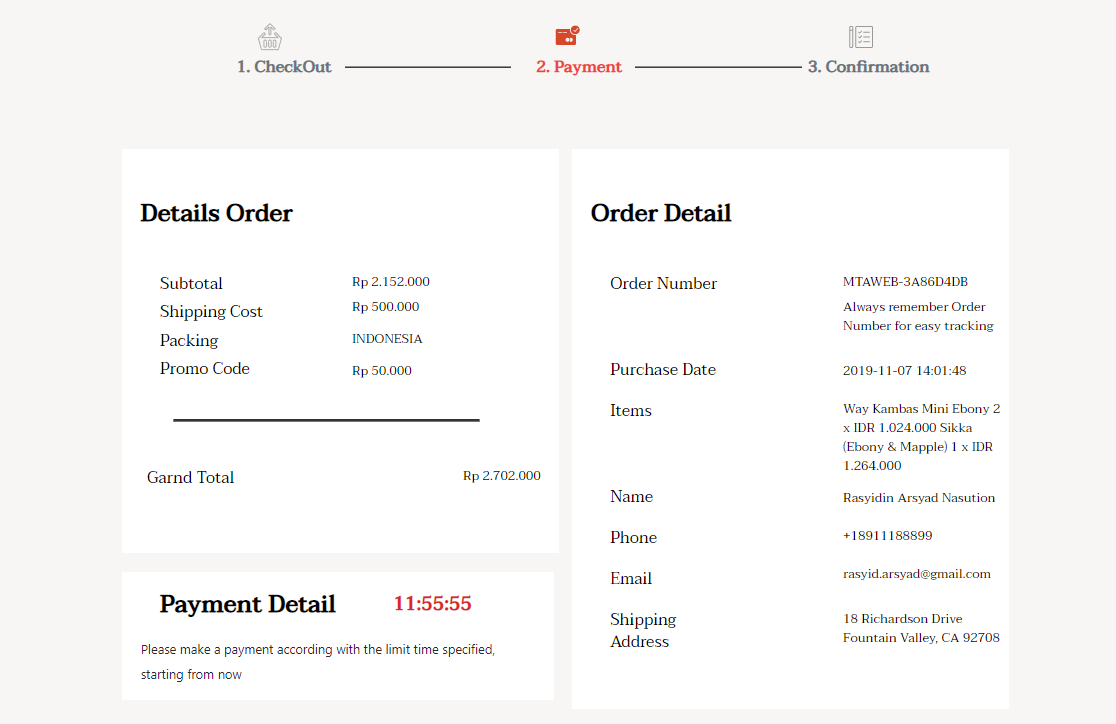 1. CheckOut
2. Payment
3. Confirmation
Details Order
Subtotal Rp 2.152.000
Shipping Cost Rp 500.000
Packing INDONESIA
Promo Code Rp 50.000
Garnd Total Rp 2.702.000
Payment Detail 11:55:55
Please make a payment according with the limit time specified,
starting from now
Order Detail
Order Number MTAWEB-3A86D4DB
Always remember Order
Number for easy tracking
Purchase Date 2019-11-07 14:01:48
Items Way Kambas Mini Ebony 2
x IDR 1.024.000 Sikka
(Ebony & Mapple) 1 x IDR
1.264.000
Name Rasyidin Arsyad Nasution
Phone +18911188899
Email rasyid.arsyad@gmail.com
Shipping 18 Richardson Drive
Address Fountain Valley, CA 92708